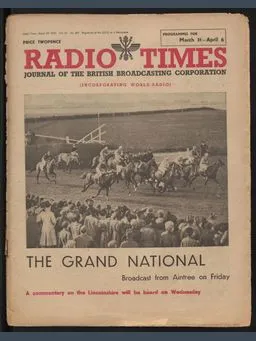 PRICE TWOPENCE
PROGRAMMES FOR
March 31—April 6
RADIO TIMES
JOURNAL OF THE BRITISH BROADCASTING CORPORATION
(INCORPORATING WORLD-RADIO)
THE GRAND NATIONAL
Broadcast from Aintree on Friday
A commentary on the Lincolnshire will be heard on Wednesday